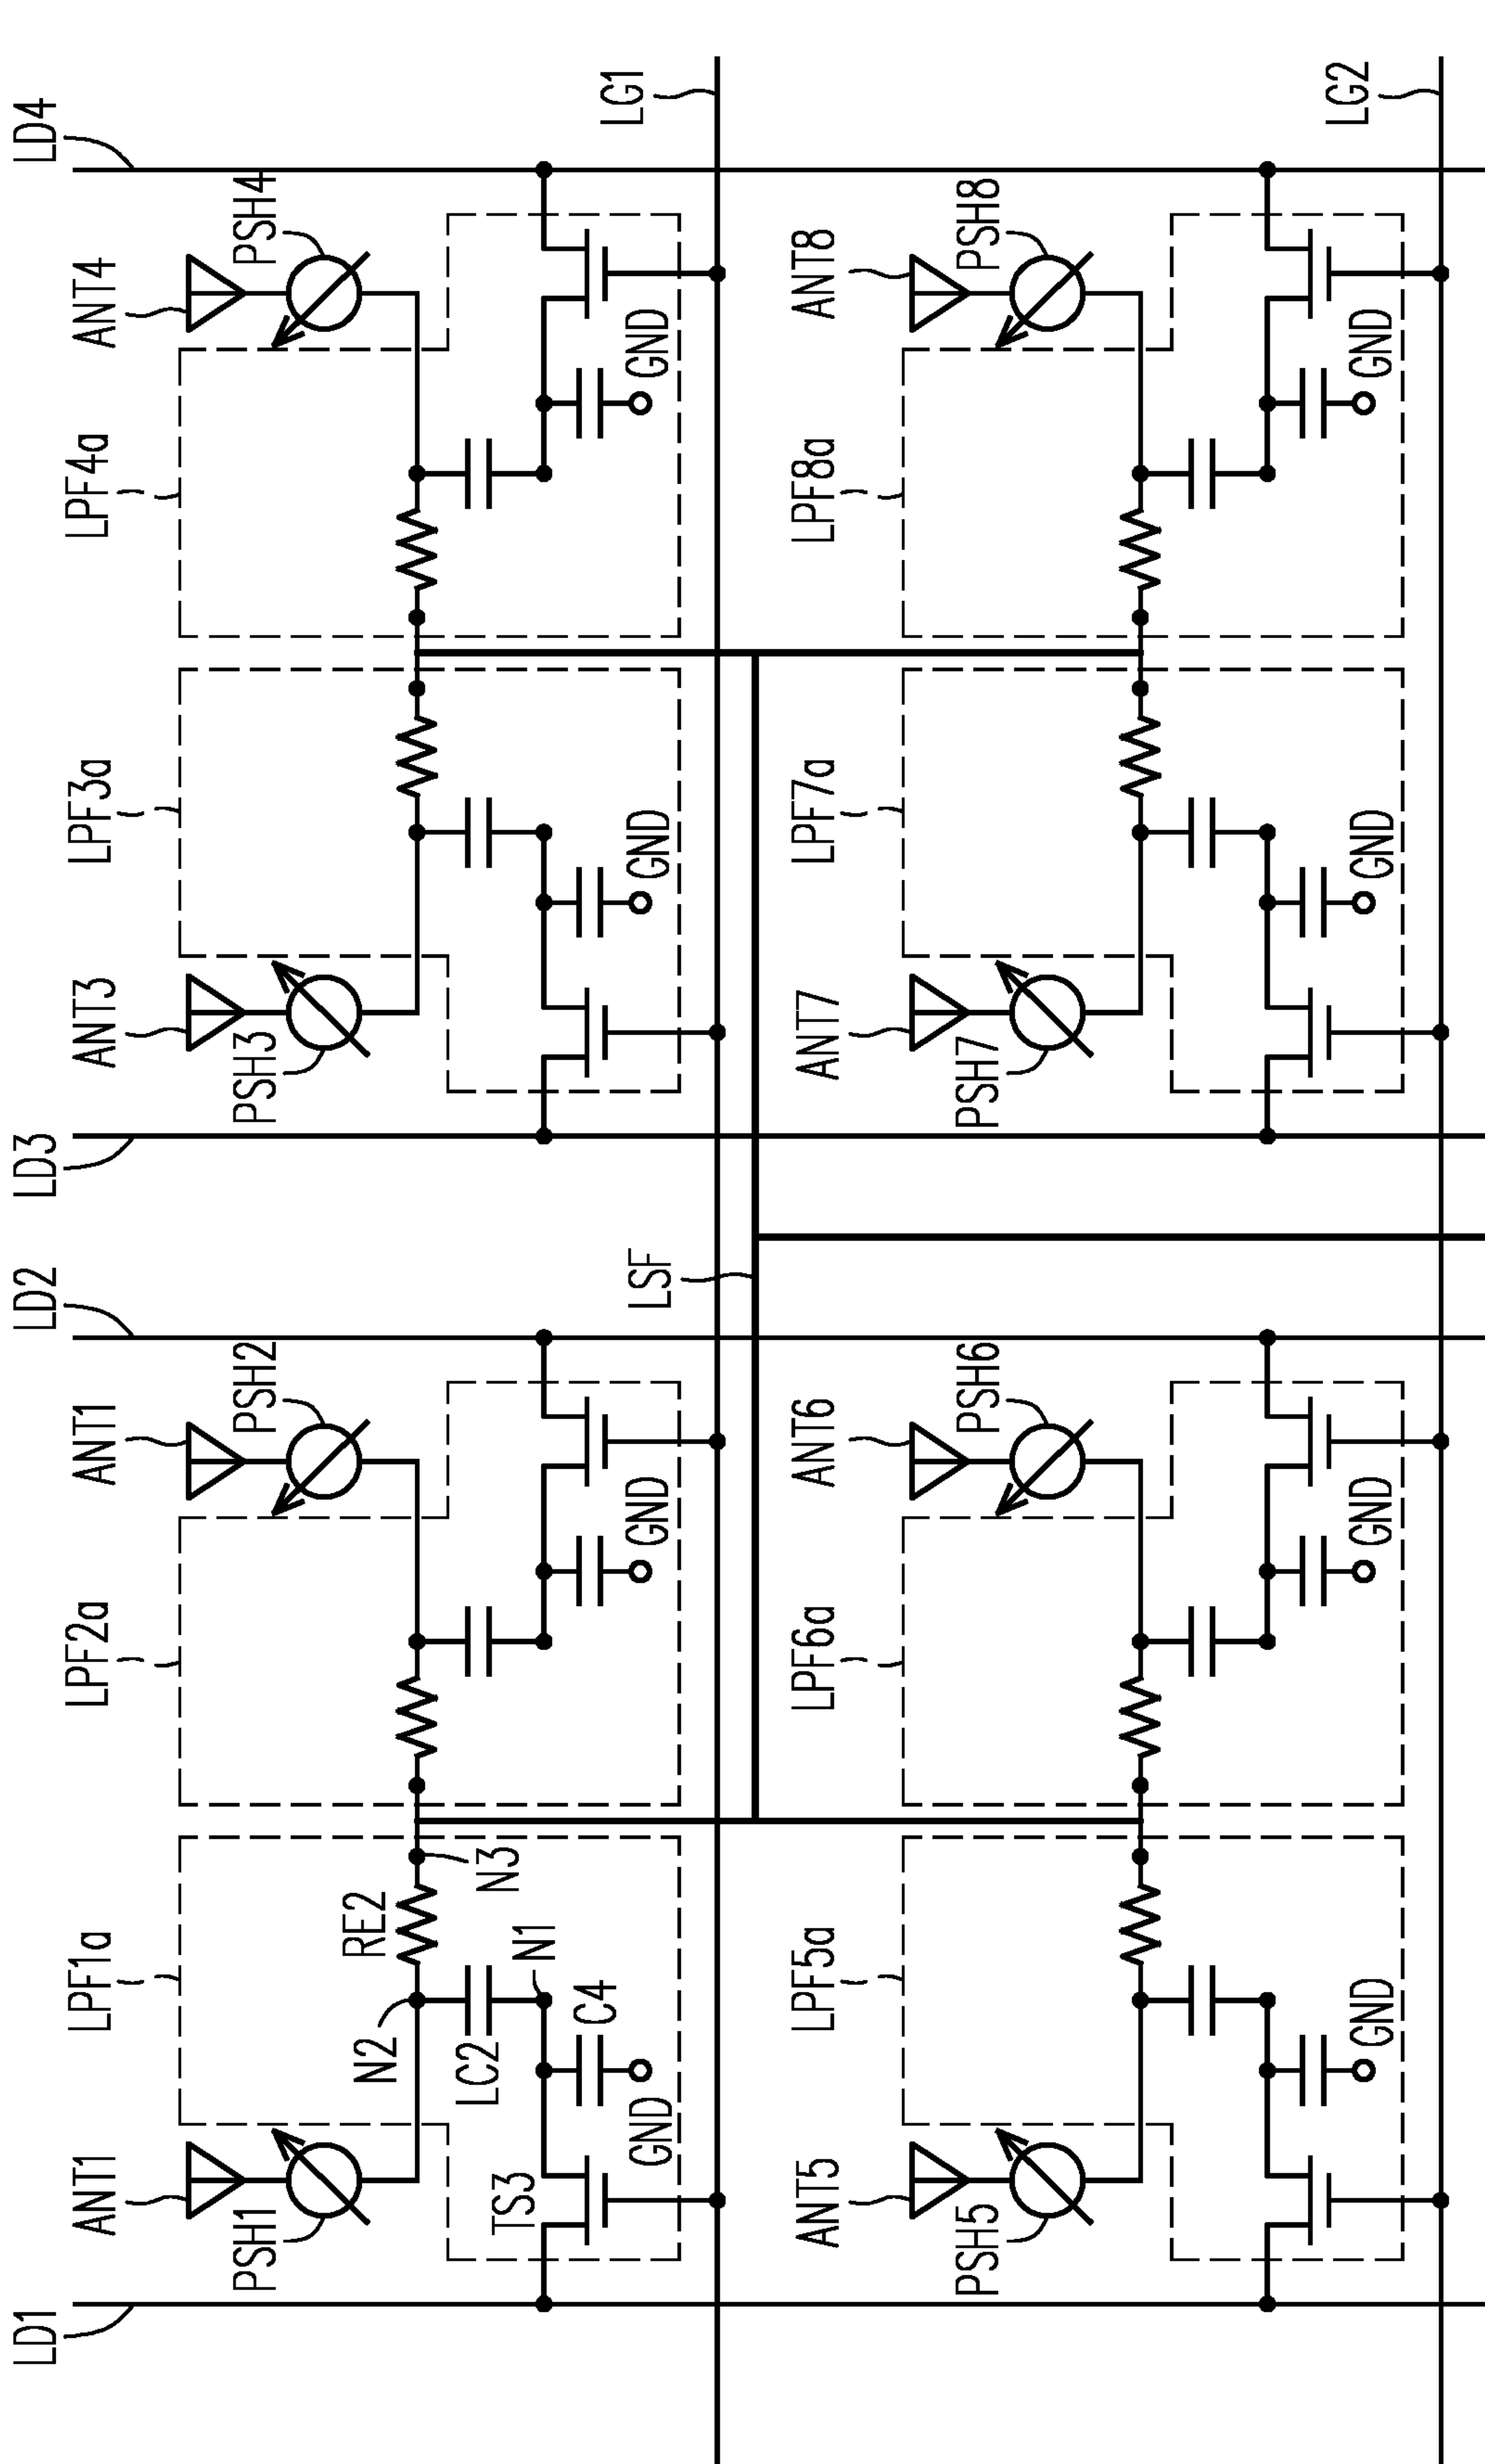 LD1
LD2
LD3
LD4
LPF1a
LPF2a
LPF3a
LPF4a
ANT1
ANT1
ANT3
ANT4
PSH1
PSH2
PSH3
PSH4
RE2
N2
N3
LC2
N1
TS3
C4
GND
GND
GND
GND
LSF
LG1
LPF5a
LPF6a
LPF7a
LPF8a
ANT5
ANT6
ANT7
ANT8
PSH5
PSH6
PSH7
PSH8
GND
GND
GND
GND
LG2